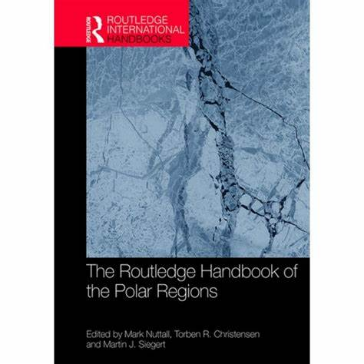 ROUTLEDGE
ROUTLEDGE
INTERNATIONAL
HANDBOOKS
The Routledge Handbook of
the Polar Regions
Edited by Mark Nuttall, Torben R. Christensen
and Martin J. Siegert